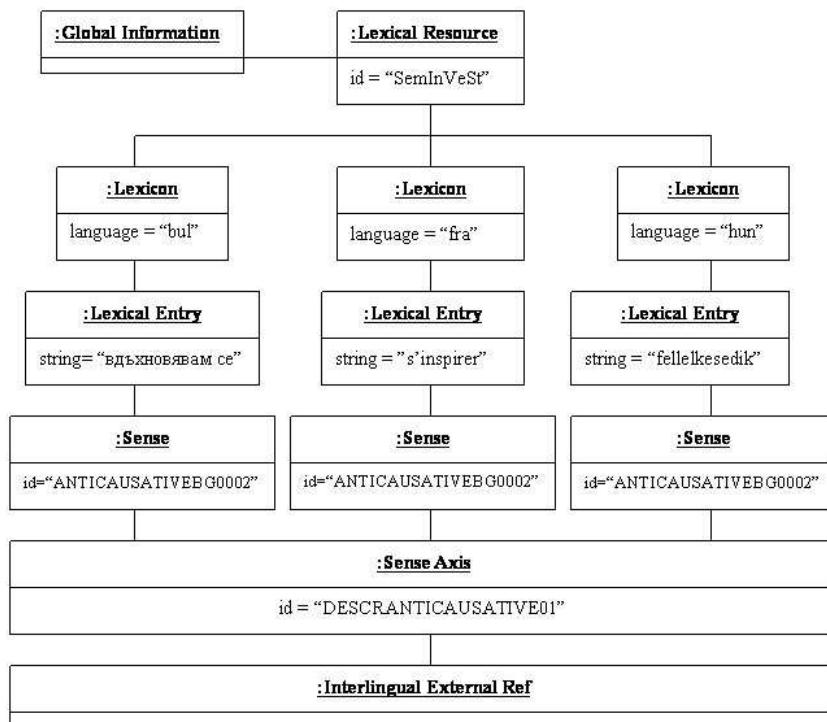 :Global Information
:Lexical Resource
id = “SemInVeSt”
:Lexicon
language = “bul”
:Lexicon
language = “fra”
:Lexicon
language = “hun”
:Lexical Entry
string= “вдъхновявам се”
:Lexical Entry
string = ”s’inspirer”
:Lexical Entry
string = “fellelkesedik”
:Sense
id=“ANTICAUSATIVEBG0002”
:Sense
id=“ANTICAUSATIVEBG0002”
:Sense
id=“ANTICAUSATIVEBG0002”
:Sense Axis
id = “DESCRANTICAUSATIVE01”
:Interlingual External Ref